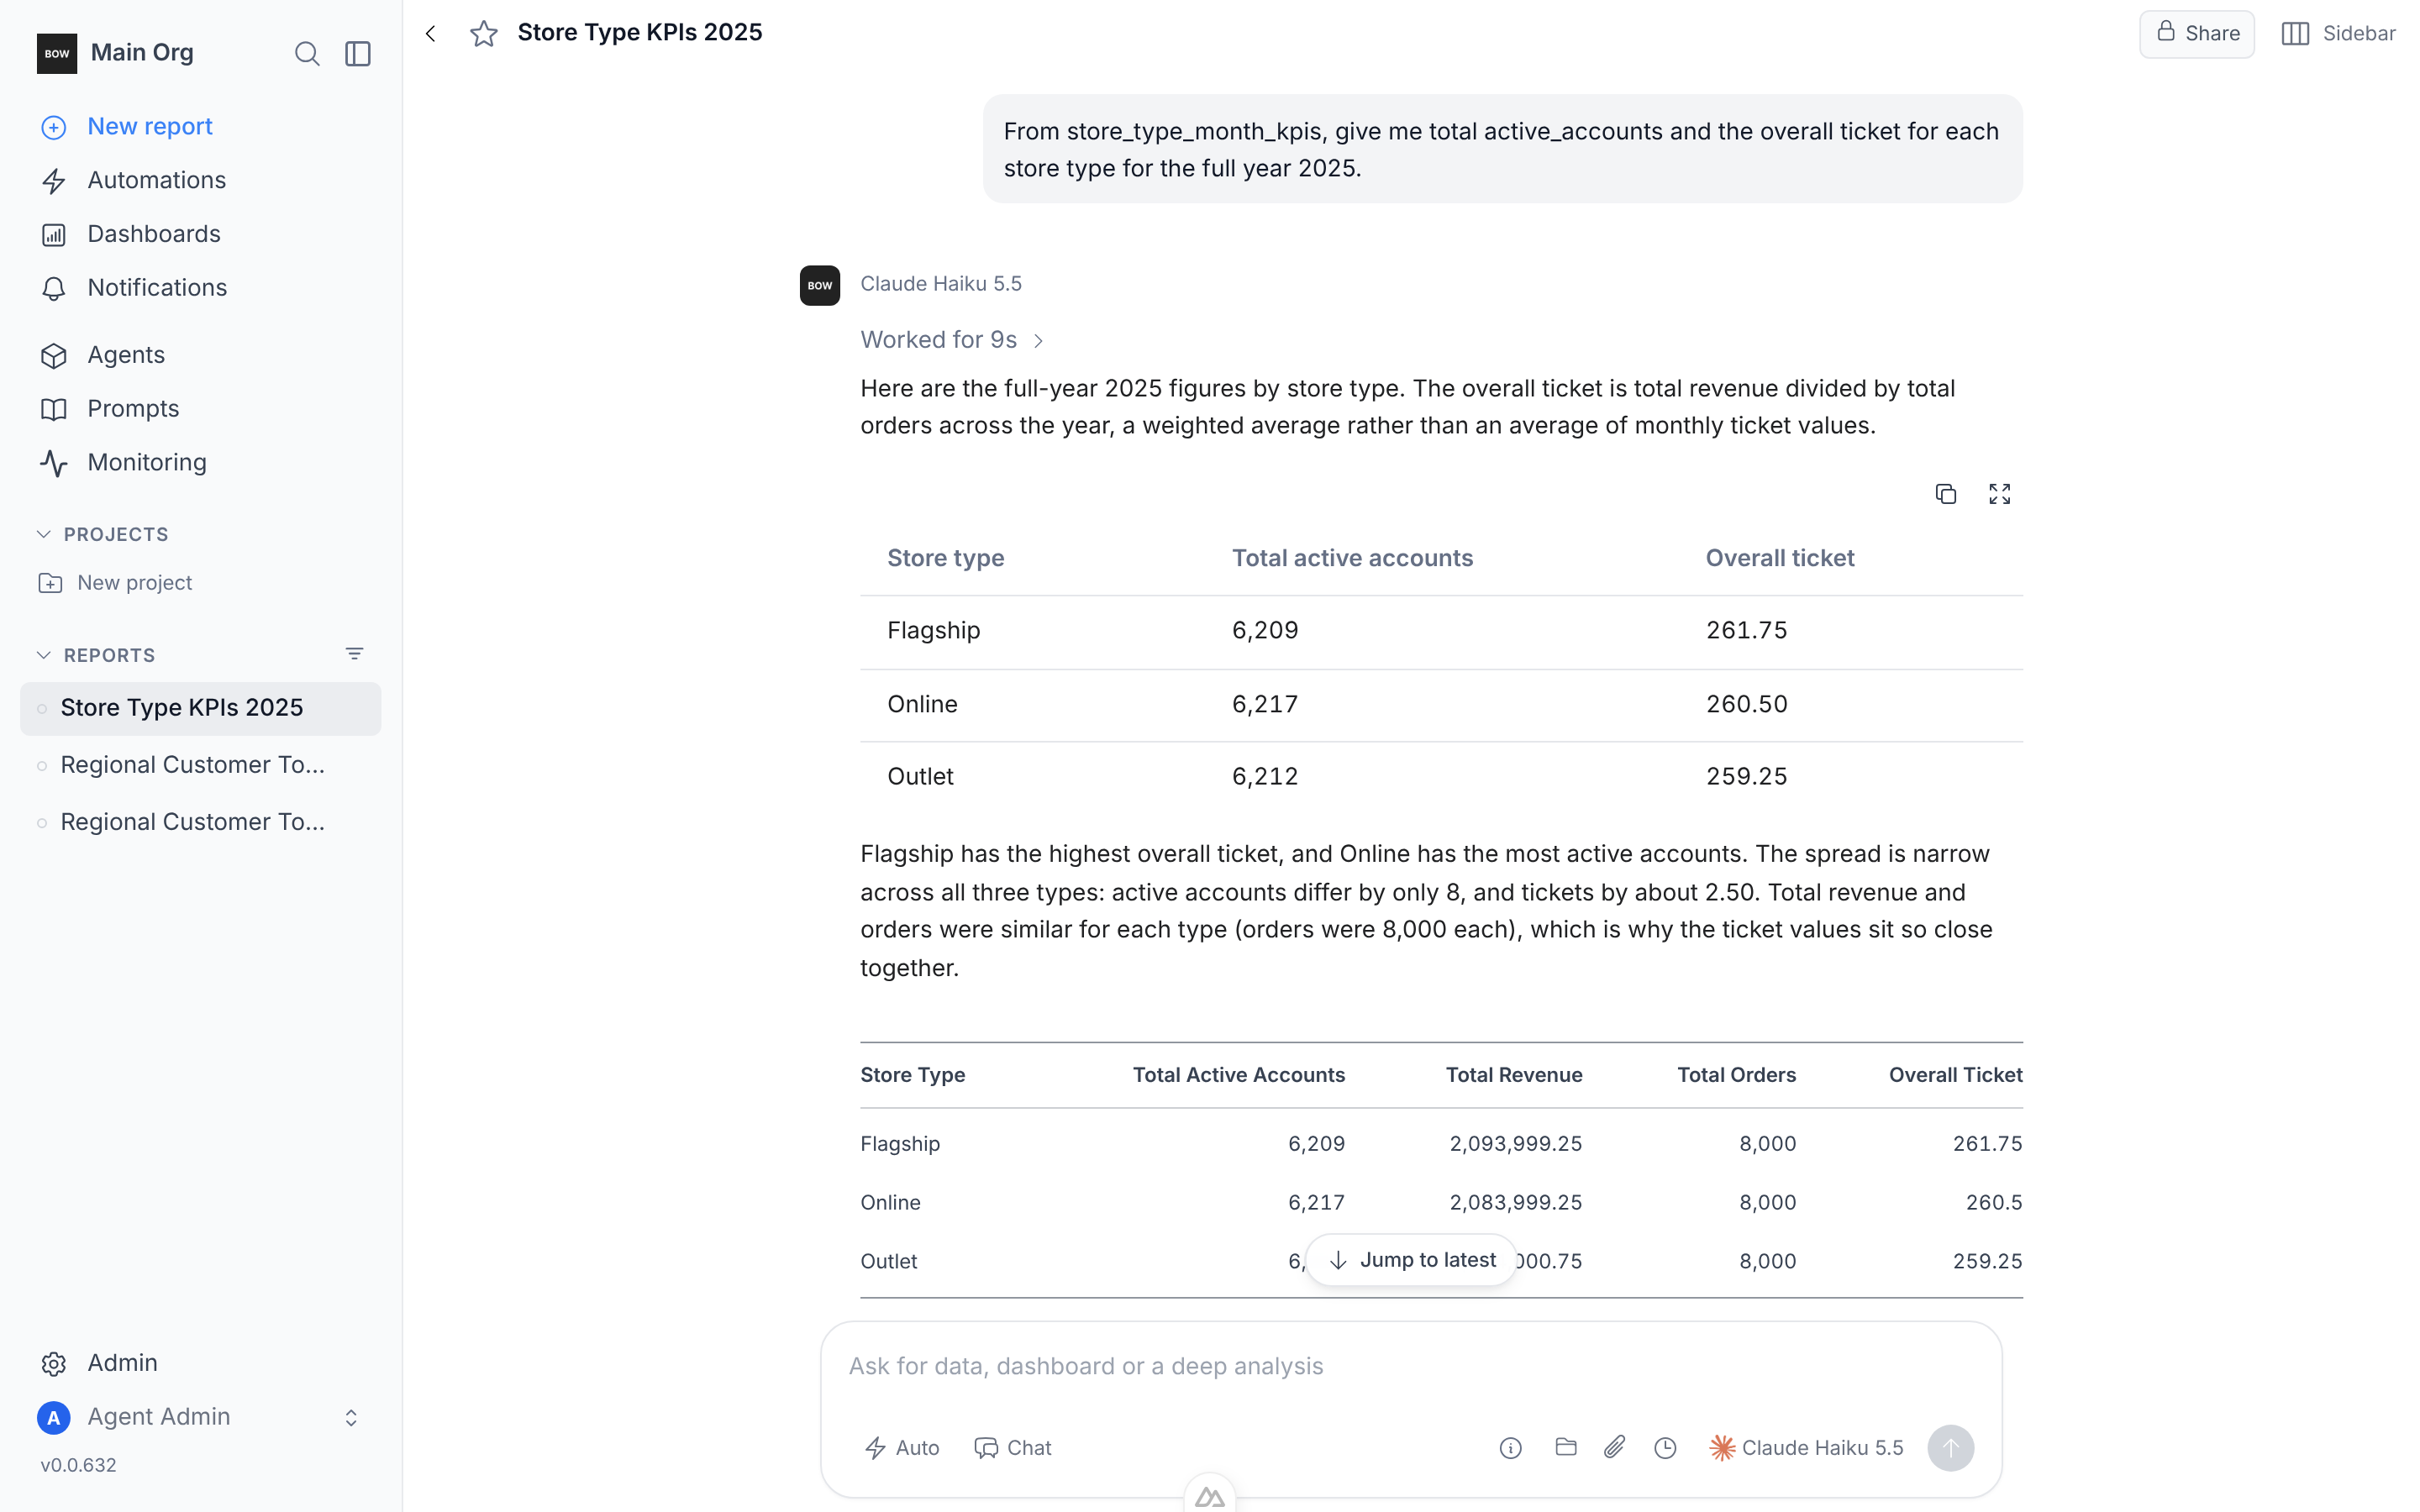 BOW Main Org
New report
Automations
Dashboards
Notifications
Agents
Prompts
Monitoring
PROJECTS
New project
REPORTS
Store Type KPIs 2025
Regional Customer To...
Regional Customer To...
Admin
A Agent Admin
v0.0.632
Store Type KPIs 2025
Share
Sidebar
From store_type_month_kpis, give me total active_accounts and the overall ticket for each
store type for the full year 2025.
BOW Claude Haiku 5.5
Worked for 9s
Here are the full-year 2025 figures by store type. The overall ticket is total revenue divided by total
orders across the year, a weighted average rather than an average of monthly ticket values.
Store type Total active accounts Overall ticket
Flagship 6,209 261.75
Online 6,217 260.50
Outlet 6,212 259.25
Flagship has the highest overall ticket, and Online has the most active accounts. The spread is narrow
across all three types: active accounts differ by only 8, and tickets by about 2.50. Total revenue and
orders were similar for each type (orders were 8,000 each), which is why the ticket values sit so close
together.
Store Type Total Active Accounts Total Revenue Total Orders Overall Ticket
Flagship 6,209 2,093,999.25 8,000 261.75
Online 6,217 2,083,999.25 8,000 260.5
Outlet 8,000 259.25
Jump to latest
Ask for data, dashboard or a deep analysis
Auto Chat Claude Haiku 5.5